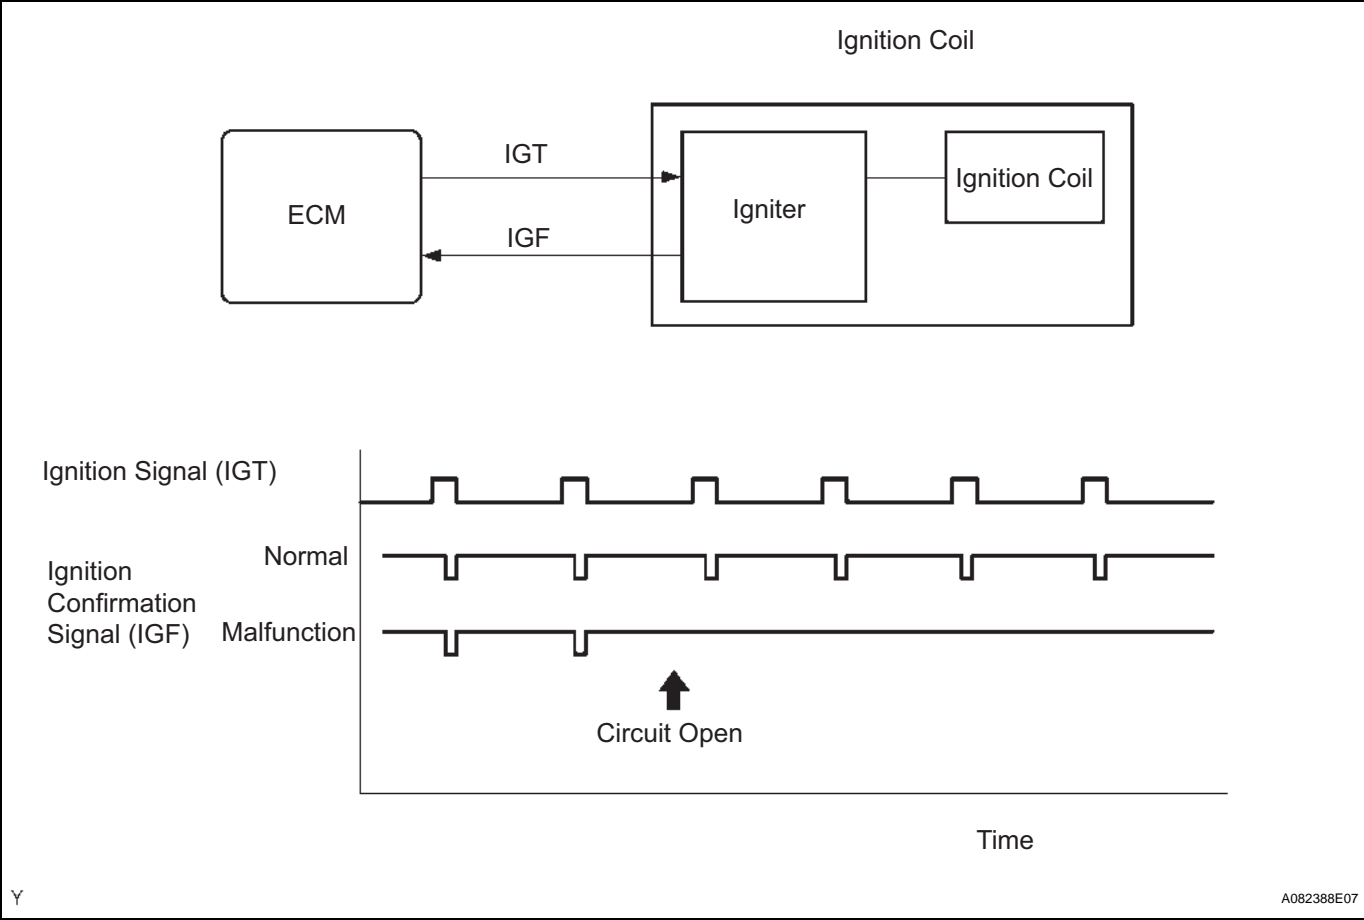 Ignition Coil
IGT
ECM
Igniter
Ignition Coil
IGF
Ignition Signal (IGT)
Normal
Ignition
Confirmation
Signal (IGF)
Malfunction
Circuit Open
Time
Y
A082388E07